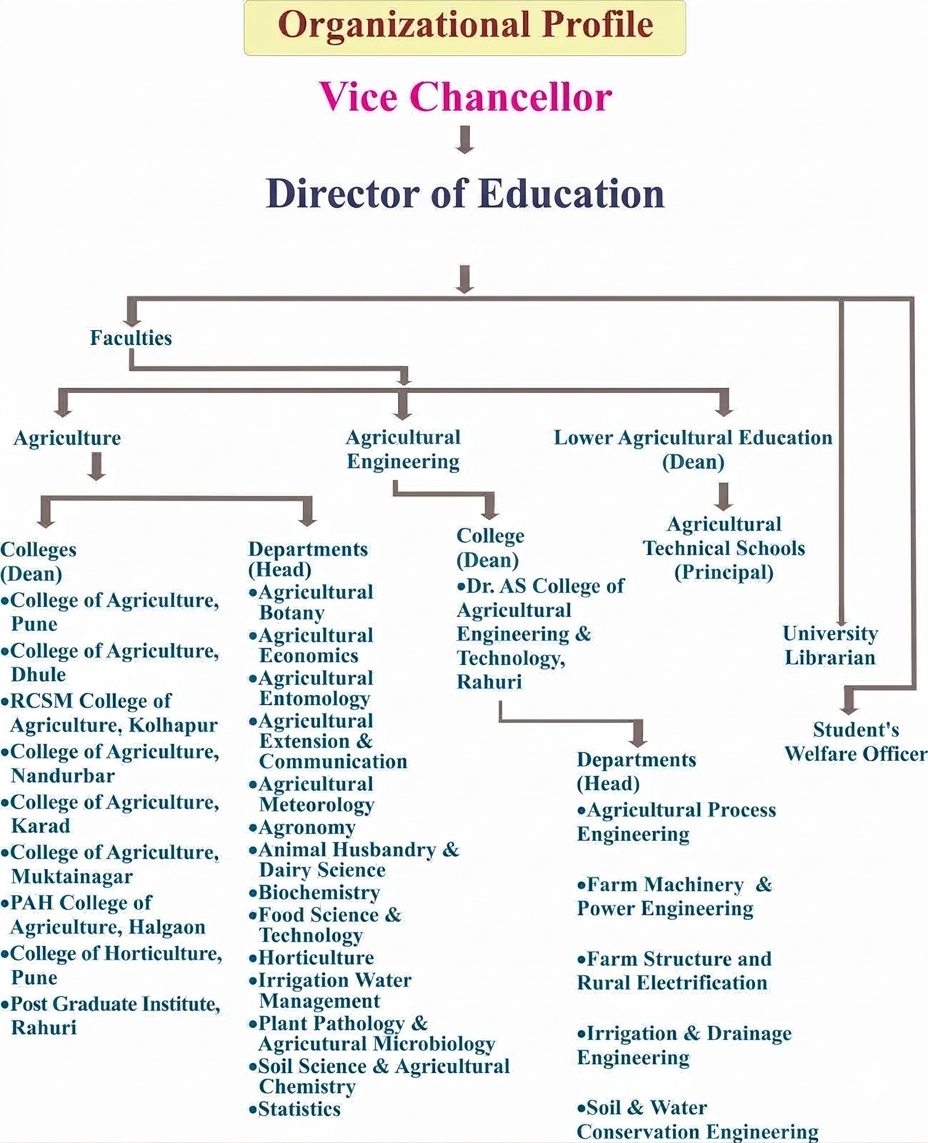 Organizational Profile
Vice Chancellor
Director of Education
Faculties
Agriculture
Agricultural
Engineering
Lower Agricultural Education
(Dean)
Agricultural
Technical Schools
(Principal)
University
Librarian
Student's
Welfare Officer
Colleges
(Dean)
•College of Agriculture,
Pune
•College of Agriculture,
Dhule
•RCSM College of
Agriculture, Kolhapur
•College of Agriculture,
Nandurbar
•College of Agriculture,
Karad
•College of Agriculture,
Muktainagar
•PAH College of
Agriculture, Halgaon
•College of Horticulture,
Pune
•Post Graduate Institute,
Rahuri
Departments
(Head)
•Agricultural
Botany
•Agricultural
Economics
•Agricultural
Entomology
•Agricultural
Extension &
Communication
•Agricultural
Meteorology
•Agronomy
•Animal Husbandry &
Dairy Science
•Biochemistry
•Food Science &
Technology
•Horticulture
•Irrigation Water
Management
•Plant Pathology &
Agricutural Microbiology
•Soil Science & Agricultural
Chemistry
•Statistics
College
(Dean)
•Dr. AS College of
Agricultural
Engineering &
Technology,
Rahuri
Departments
(Head)
•Agricultural Process
Engineering
•Farm Machinery &
Power Engineering
•Farm Structure and
Rural Electrification
•Irrigation & Drainage
Engineering
•Soil & Water
Conservation Engineering